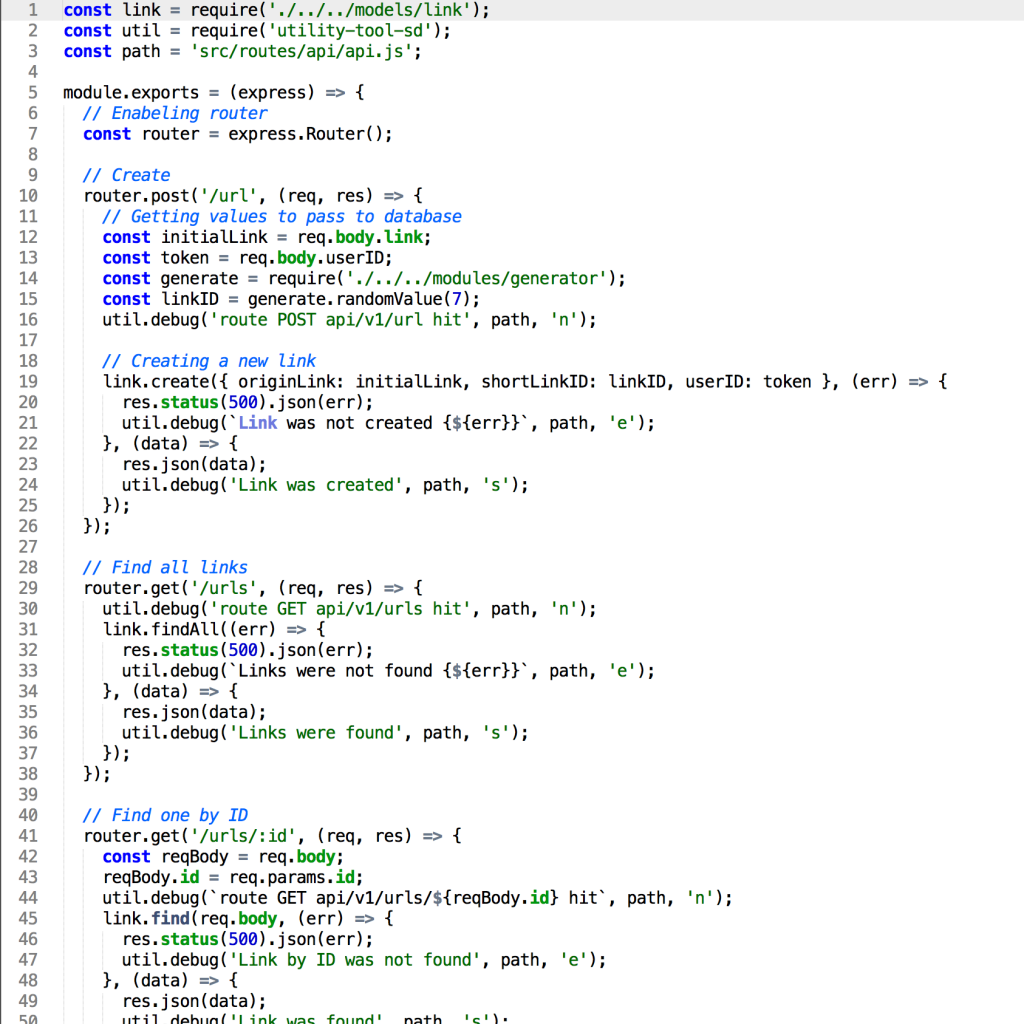 1 const link = require('./../../models/link');
2 const util = require('utility-tool-sd');
3 const path = 'src/routes/api/api.js';
4
5 module.exports = (express) => {
6 // Enabeling router
7 const router = express.Router();
8
9 // Create
10 router.post('/url', (req, res) => {
11 // Getting values to pass to database
12 const initialLink = req.body.link;
13 const token = req.body.userID;
14 const generate = require('./../../modules/generator');
15 const linkID = generate.randomValue(7);
16 util.debug('route POST api/v1/url hit', path, 'n');
17
18 // Creating a new link
19 link.create({ originLink: initialLink, shortLinkID: linkID, userID: token }, (err) => {
20 res.status(500).json(err);
21 util.debug(`Link was not created {${err}}`, path, 'e');
22 }, (data) => {
23 res.json(data);
24 util.debug('Link was created', path, 's');
25 });
26 });
27
28 // Find all links
29 router.get('/urls', (req, res) => {
30 util.debug('route GET api/v1/urls hit', path, 'n');
31 link.findAll((err) => {
32 res.status(500).json(err);
33 util.debug(`Links were not found {${err}}`, path, 'e');
34 }, (data) => {
35 res.json(data);
36 util.debug('Links were found', path, 's');
37 });
38 });
39
40 // Find one by ID
41 router.get('/urls/:id', (req, res) => {
42 const reqBody = req.body;
43 reqBody.id = req.params.id;
44 util.debug(`route GET api/v1/urls/${reqBody.id} hit`, path, 'n');
45 link.find(req.body, (err) => {
46 res.status(500).json(err);
47 util.debug('Link by ID was not found', path, 'e');
48 }, (data) => {
49 res.json(data);
50 util.debug('Link was found', path, 's');